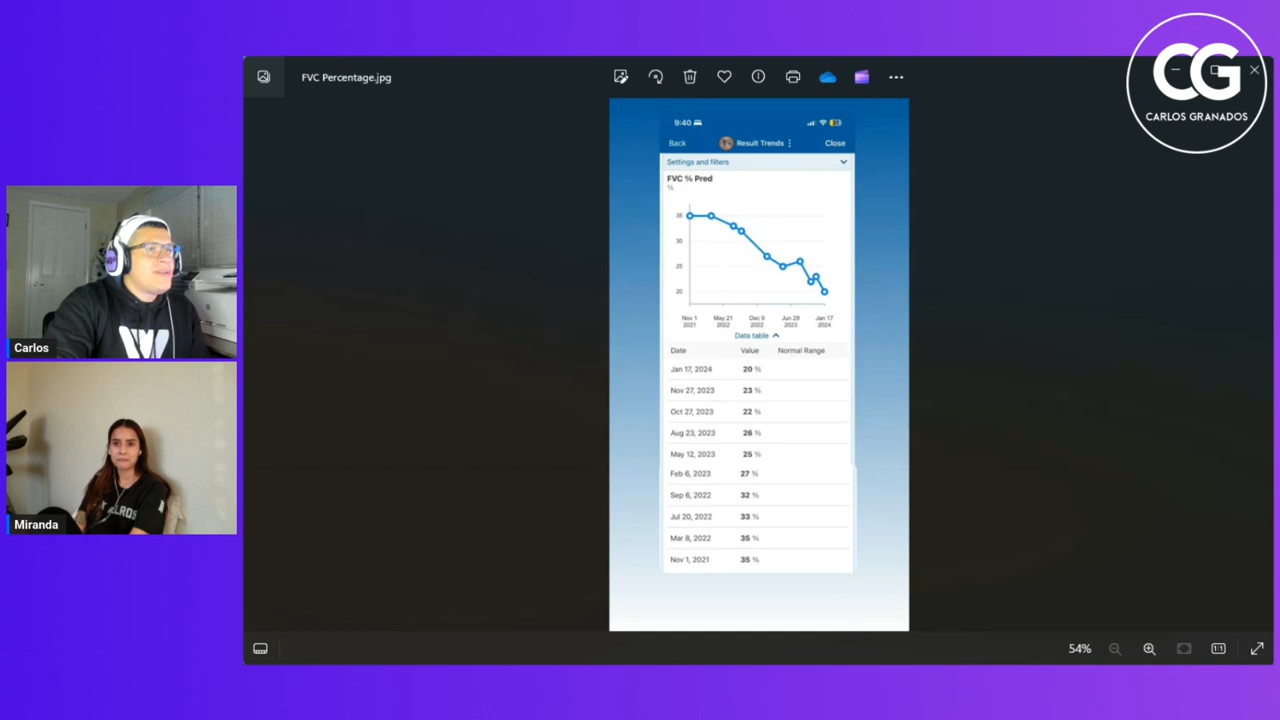 FVC Percentage.jpg
CG
CARLOS GRANADOS
9:40
Back
Result Trends
Close
Settings and filters
FVC % Pred
%
35
30
25
20
Nov 1 2021
May 21 2022
Dec 8 2022
Jun 29 2023
Jan 17 2024
Data table
Date Value Normal Range
Jan 17, 2024 20 %
Nov 27, 2023 23 %
Oct 27, 2023 22 %
Aug 23, 2023 26 %
May 12, 2023 25 %
Feb 6, 2023 27 %
Sep 6, 2022 32 %
Jul 20, 2022 33 %
Mar 8, 2022 35 %
Nov 1, 2021 35 %
Carlos
Miranda
54%
1:1